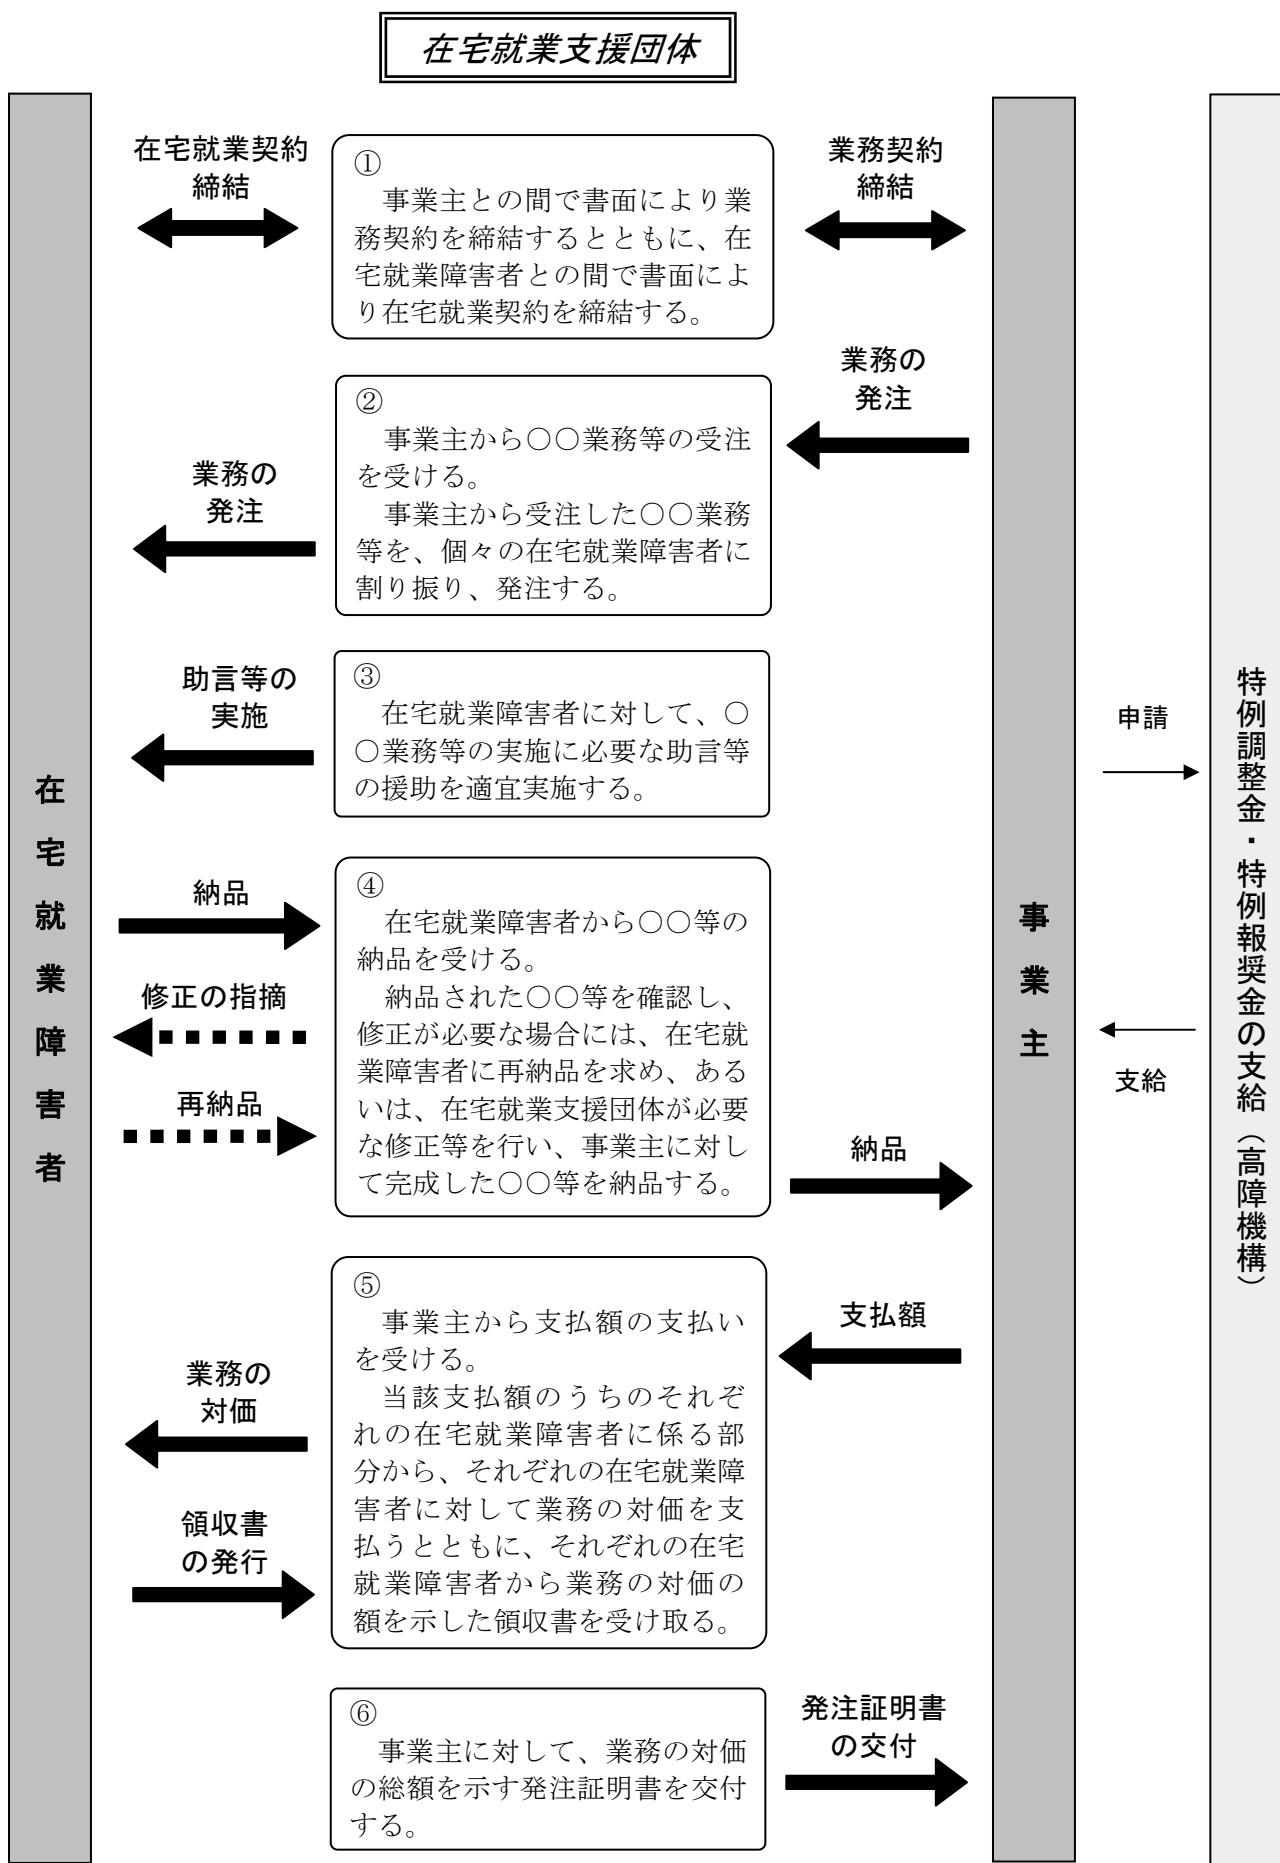 在宅就業支援団体
在宅就業障害者
在宅就業契約
締結
①
事業主との間で書面により業
務契約を締結するとともに、在
宅就業障害者との間で書面によ
り在宅就業契約を締結する。
業務契約
締結
業務の
発注
②
事業主から〇〇業務等の受注
を受ける。
事業主から受注した〇〇業務
等を、個々の在宅就業障害者に
割り振り、発注する。
業務の
発注
助言等の
実施
③
在宅就業障害者に対して、〇
〇業務等の実施に必要な助言等
の援助を適宜実施する。
納品
修正の指摘
再納品
④
在宅就業障害者から〇〇等の
納品を受ける。
納品された〇〇等を確認し、
修正が必要な場合には、在宅就
業障害者に再納品を求め、ある
いは、在宅就業支援団体が必要
な修正等を行い、事業主に対し
て完成した〇〇等を納品する。
納品
業務の
対価
領収書
の発行
⑤
事業主から支払額の支払い
を受ける。
当該支払額のうちのそれぞ
れの在宅就業障害者に係る部
分から、それぞれの在宅就業障
害者に対して業務の対価を支
払うとともに、それぞれの在宅
就業障害者から業務の対価の
額を示した領収書を受け取る。
支払額
⑥
事業主に対して、業務の対価
の総額を示す発注証明書を交付
する。
発注証明書
の交付
事業主
申請
支給
特例調整金・特例報奨金の支給（高障機構）